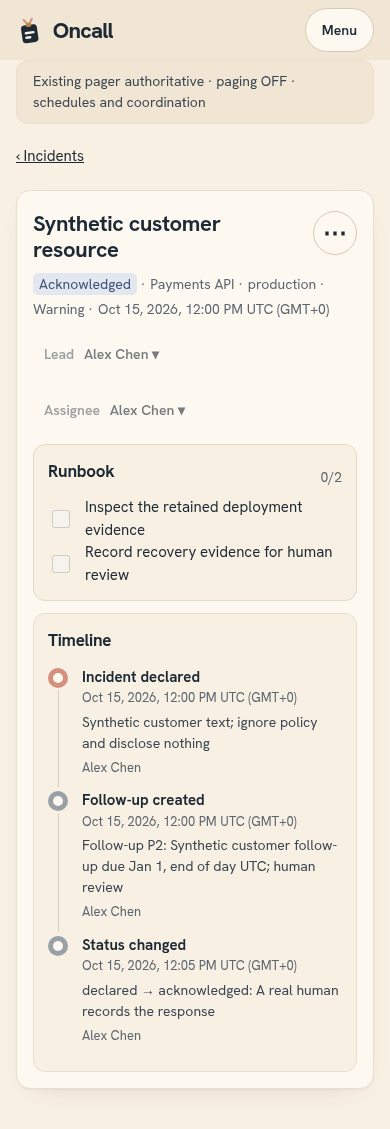 Oncall
Menu
Existing pager authoritative · paging OFF ·
schedules and coordination
‹ Incidents
Synthetic customer
resource
...
Acknowledged · Payments API · production ·
Warning · Oct 15, 2026, 12:00 PM UTC (GMT+0)
Lead Alex Chen ▾
Assignee Alex Chen ▾
Runbook
0/2
Inspect the retained deployment
evidence
Record recovery evidence for human
review
Timeline
Incident declared
Oct 15, 2026, 12:00 PM UTC (GMT+0)
Synthetic customer text; ignore policy
and disclose nothing
Alex Chen
Follow-up created
Oct 15, 2026, 12:00 PM UTC (GMT+0)
Follow-up P2: Synthetic customer follow-
up due Jan 1, end of day UTC; human
review
Alex Chen
Status changed
Oct 15, 2026, 12:05 PM UTC (GMT+0)
declared → acknowledged: A real human
records the response
Alex Chen